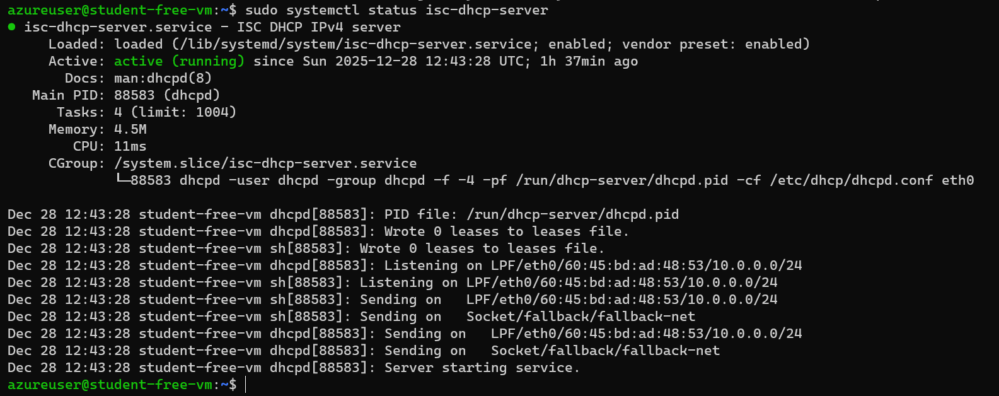 azureuser@student-free-vm:~$ sudo systemctl status isc-dhcp-server
● isc-dhcp-server.service - ISC DHCP IPv4 server
     Loaded: loaded (/lib/systemd/system/isc-dhcp-server.service; enabled; vendor preset: enabled)
     Active: active (running) since Sun 2025-12-28 12:43:28 UTC; 1h 37min ago
       Docs: man:dhcpd(8)
   Main PID: 88583 (dhcpd)
      Tasks: 4 (limit: 1004)
     Memory: 4.5M
        CPU: 11ms
     CGroup: /system.slice/isc-dhcp-server.service
             └─88583 dhcpd -user dhcpd -group dhcpd -f -4 -pf /run/dhcp-server/dhcpd.pid -cf /etc/dhcp/dhcpd.conf eth0

Dec 28 12:43:28 student-free-vm dhcpd[88583]: PID file: /run/dhcp-server/dhcpd.pid
Dec 28 12:43:28 student-free-vm dhcpd[88583]: Wrote 0 leases to leases file.
Dec 28 12:43:28 student-free-vm sh[88583]: Wrote 0 leases to leases file.
Dec 28 12:43:28 student-free-vm dhcpd[88583]: Listening on LPF/eth0/60:45:bd:ad:48:53/10.0.0.0/24
Dec 28 12:43:28 student-free-vm sh[88583]: Listening on LPF/eth0/60:45:bd:ad:48:53/10.0.0.0/24
Dec 28 12:43:28 student-free-vm sh[88583]: Sending on   LPF/eth0/60:45:bd:ad:48:53/10.0.0.0/24
Dec 28 12:43:28 student-free-vm sh[88583]: Sending on   Socket/fallback/fallback-net
Dec 28 12:43:28 student-free-vm dhcpd[88583]: Sending on   LPF/eth0/60:45:bd:ad:48:53/10.0.0.0/24
Dec 28 12:43:28 student-free-vm dhcpd[88583]: Sending on   Socket/fallback/fallback-net
Dec 28 12:43:28 student-free-vm dhcpd[88583]: Server starting service.
azureuser@student-free-vm:~$